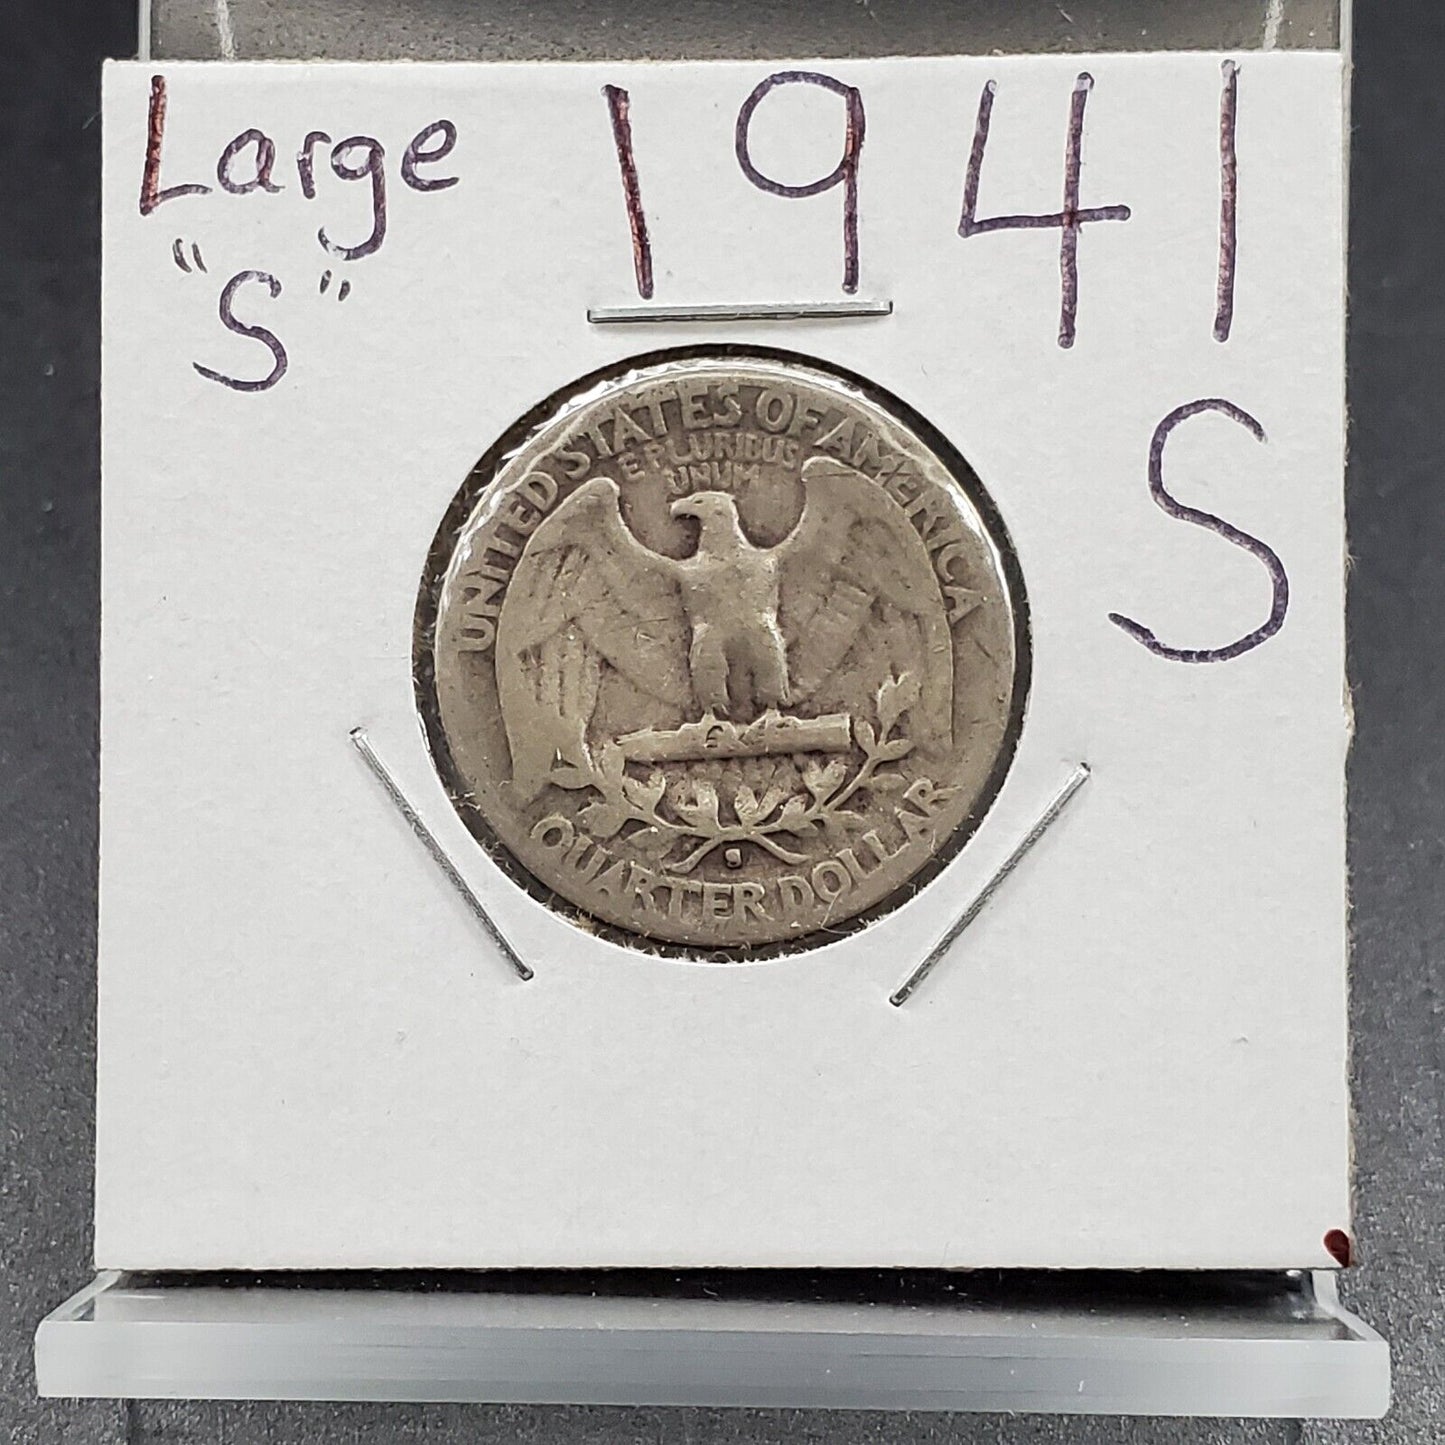 Large 1941
"S"
S
UNITED STATES OF AMERICA
E PLURIBUS
UNUM
S
QUARTER DOLLAR